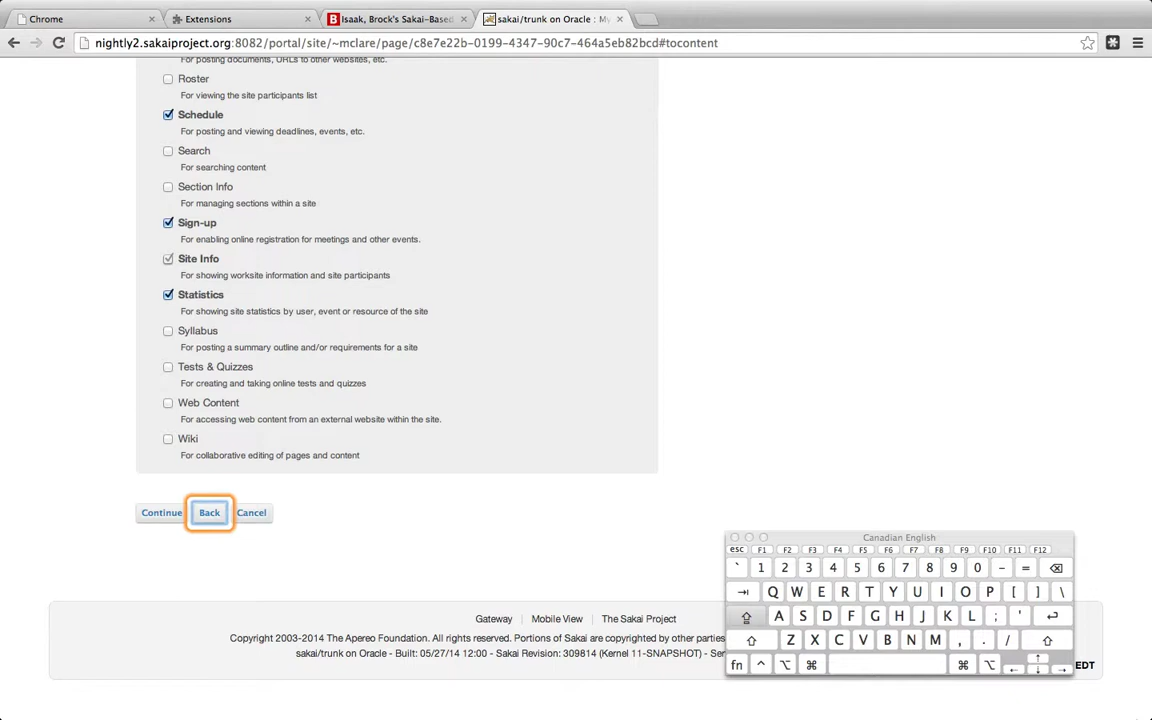 Chrome
Extensions
Isaak, Brock's Sakai-Based
sakai/trunk on Oracle : My
nightly2.sakaiproject.org:8082/portal/site/~mclare/page/c8e7e22b-0199-4347-90c7-464a5eb82bcd#tocontent
For posting documents, URLs to other websites, etc.
Roster
For viewing the site participants list
Schedule
For posting and viewing deadlines, events, etc.
Search
For searching content
Section Info
For managing sections within a site
Sign-up
For enabling online registration for meetings and other events.
Site Info
For showing worksite information and site participants
Statistics
For showing site statistics by user, event or resource of the site
Syllabus
For posting a summary outline and/or requirements for a site
Tests & Quizzes
For creating and taking online tests and quizzes
Web Content
For accessing web content from an external website within the site.
Wiki
For collaborative editing of pages and content
Continue Back Cancel
Canadian English
esc F1 F2 F3 F4 F5 F6 F7 F8 F9 F10 F11 F12
` 1 2 3 4 5 6 7 8 9 0 - =
Q W E R T Y U I O P [ ] \
A S D F G H J K L ; '
Z X C V B N M , . /
fn ^ ⌥ ⌘ ⌘ ⌥
Gateway | Mobile View | The Sakai Project
Copyright 2003-2014 The Apereo Foundation. All rights reserved. Portions of Sakai are copyrighted by other parties
sakai/trunk on Oracle - Built: 05/27/14 12:00 - Sakai Revision: 309814 (Kernel 11-SNAPSHOT) - Ser
EDT